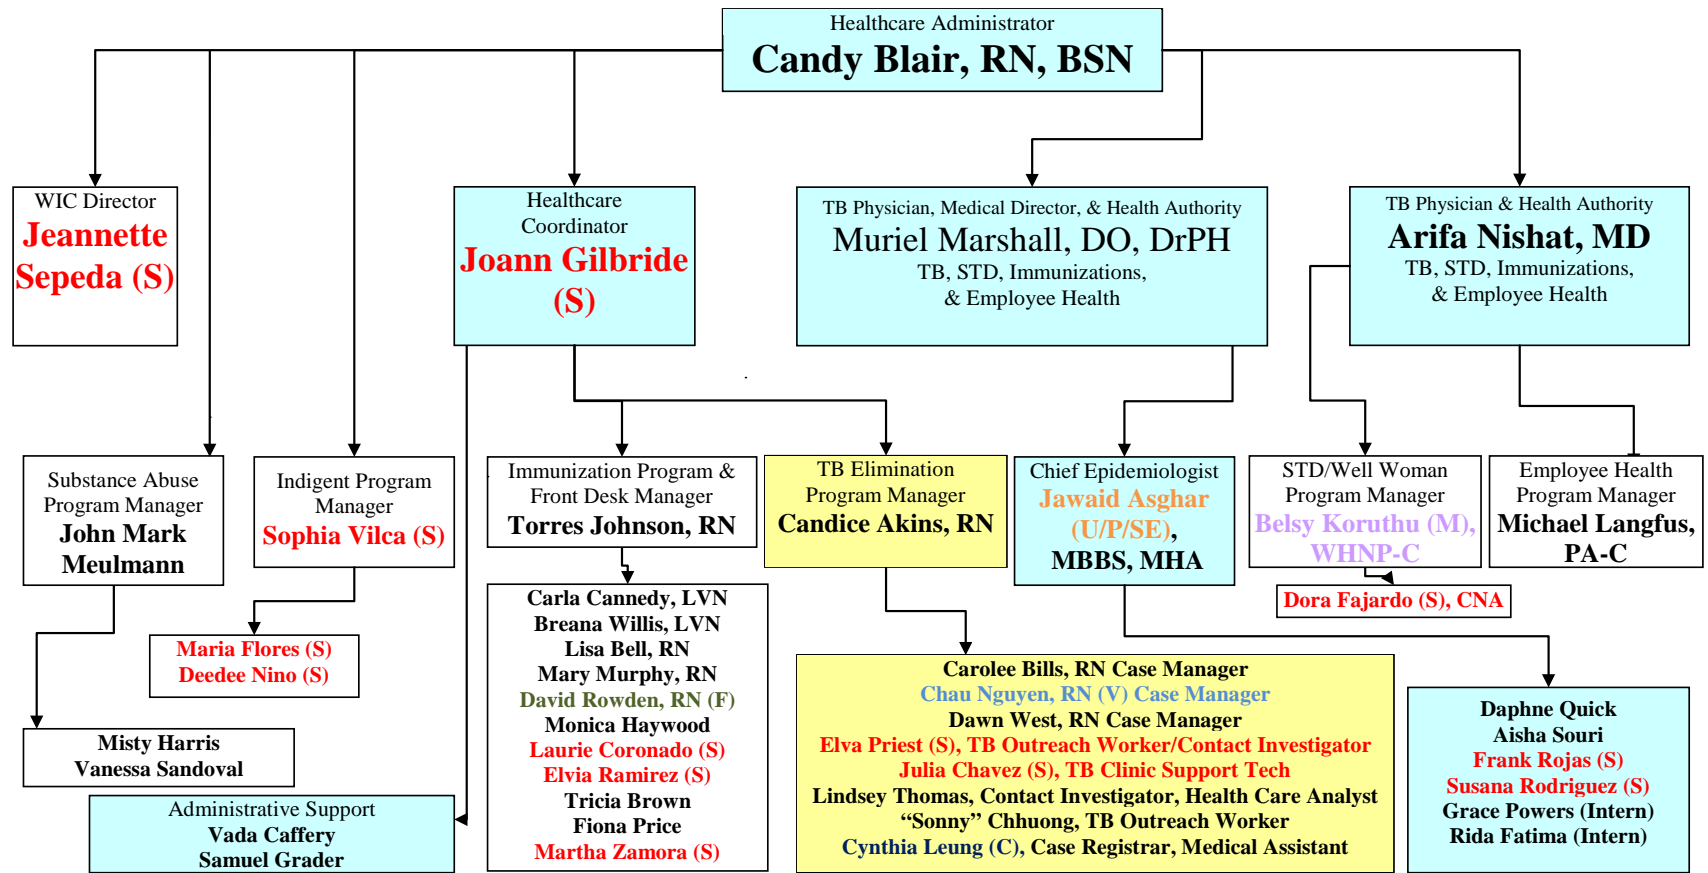 Healthcare Administrator
Candy Blair, RN, BSN
WIC Director
Jeannette
Sepeda (S)
Healthcare
Coordinator
Joann Gilbride
(S)
TB Physician, Medical Director, & Health Authority
Muriel Marshall, DO, DrPH
TB, STD, Immunizations,
& Employee Health
TB Physician & Health Authority
Arifa Nishat, MD
TB, STD, Immunizations,
& Employee Health
Substance Abuse
Program Manager
John Mark
Meulmann
Indigent Program
Manager
Sophia Vilca (S)
Immunization Program &
Front Desk Manager
Torres Johnson, RN
TB Elimination
Program Manager
Candice Akins, RN
Chief Epidemiologist
Jawaid Asghar
(U/P/SE),
MBBS, MHA
STD/Well Woman
Program Manager
Belsy Koruthu (M),
WHNP-C
Employee Health
Program Manager
Michael Langfus,
PA-C
Dora Fajardo (S), CNA
Maria Flores (S)
Deedee Nino (S)
Misty Harris
Vanessa Sandoval
Administrative Support
Vada Caffery
Samuel Grader
Carla Cannedy, LVN
Breana Willis, LVN
Lisa Bell, RN
Mary Murphy, RN
David Rowden, RN (F)
Monica Haywood
Laurie Coronado (S)
Elvia Ramirez (S)
Tricia Brown
Fiona Price
Martha Zamora (S)
Carolee Bills, RN Case Manager
Chau Nguyen, RN (V) Case Manager
Dawn West, RN Case Manager
Elva Priest (S), TB Outreach Worker/Contact Investigator
Julia Chavez (S), TB Clinic Support Tech
Lindsey Thomas, Contact Investigator, Health Care Analyst
“Sonny” Chhuong, TB Outreach Worker
Cynthia Leung (C), Case Registrar, Medical Assistant
Daphne Quick
Aisha Souri
Frank Rojas (S)
Susana Rodriguez (S)
Grace Powers (Intern)
Rida Fatima (Intern)